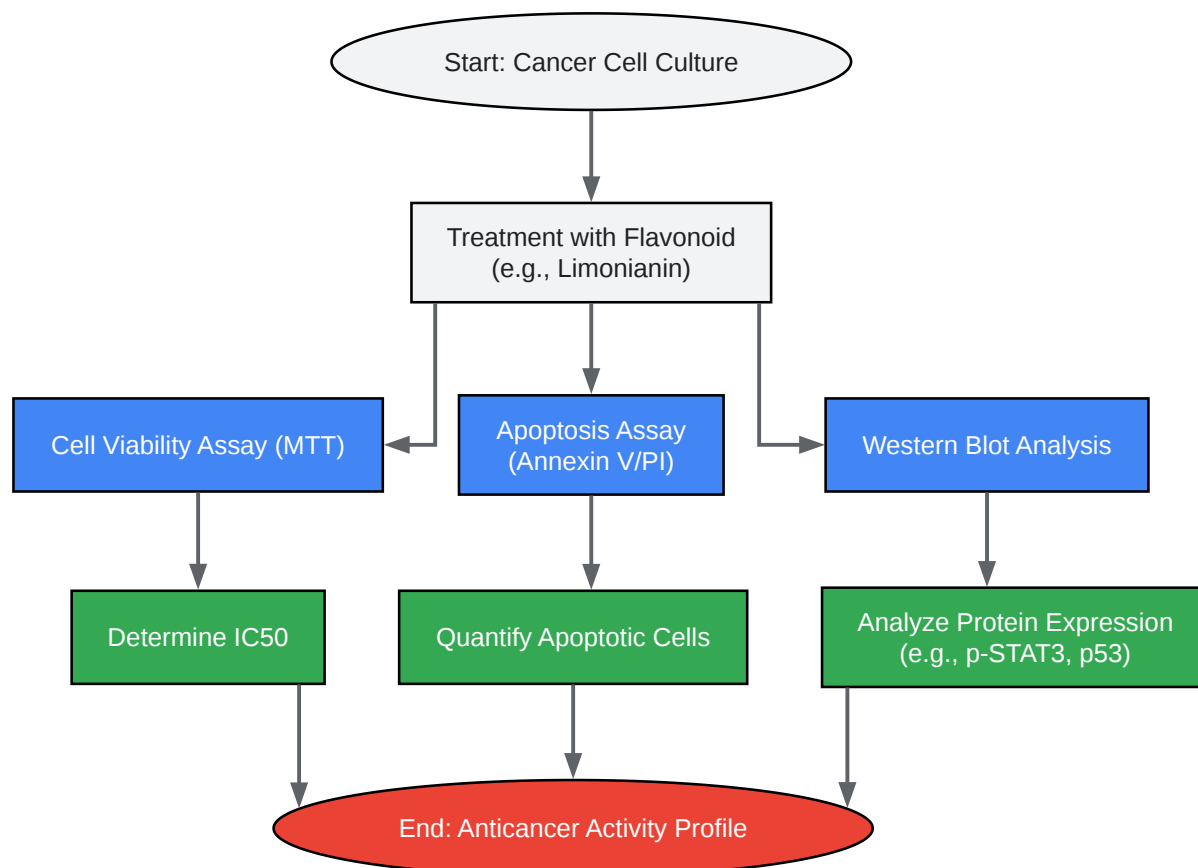 Start: Cancer Cell Culture
Treatment with Flavonoid
(e.g., Limonianin)
Cell Viability Assay (MTT)
Apoptosis Assay
(Annexin V/PI)
Western Blot Analysis
Determine IC50
Quantify Apoptotic Cells
Analyze Protein Expression
(e.g., p-STAT3, p53)
End: Anticancer Activity Profile